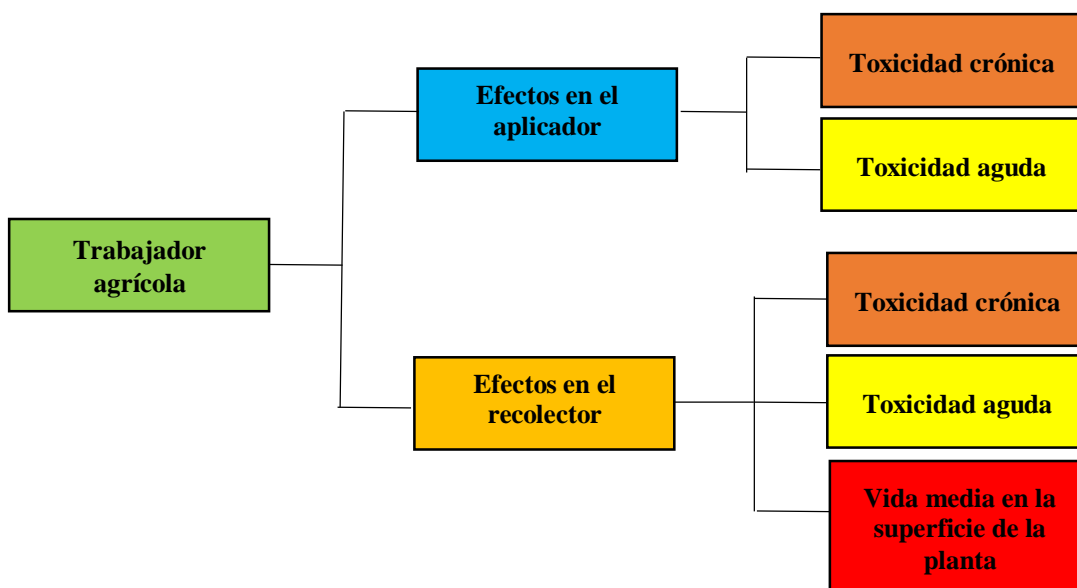 Trabajador
agrícola
Efectos en el
aplicador
Toxicidad crónica
Toxicidad aguda
Efectos en el
recolector
Toxicidad crónica
Toxicidad aguda
Vida media en la
superficie de la
planta